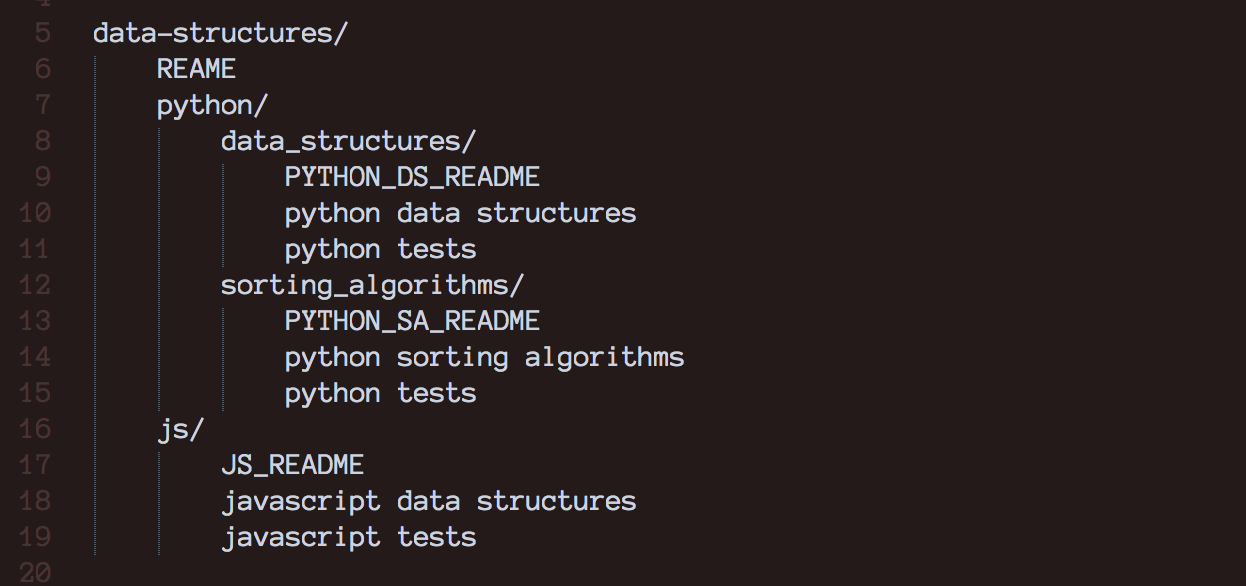 4
5 data-structures/
6 REAME
7 python/
8 data_structures/
9 PYTHON_DS_README
10 python data structures
11 python tests
12 sorting_algorithms/
13 PYTHON_SA_README
14 python sorting algorithms
15 python tests
16 js/
17 JS_README
18 javascript data structures
19 javascript tests
20